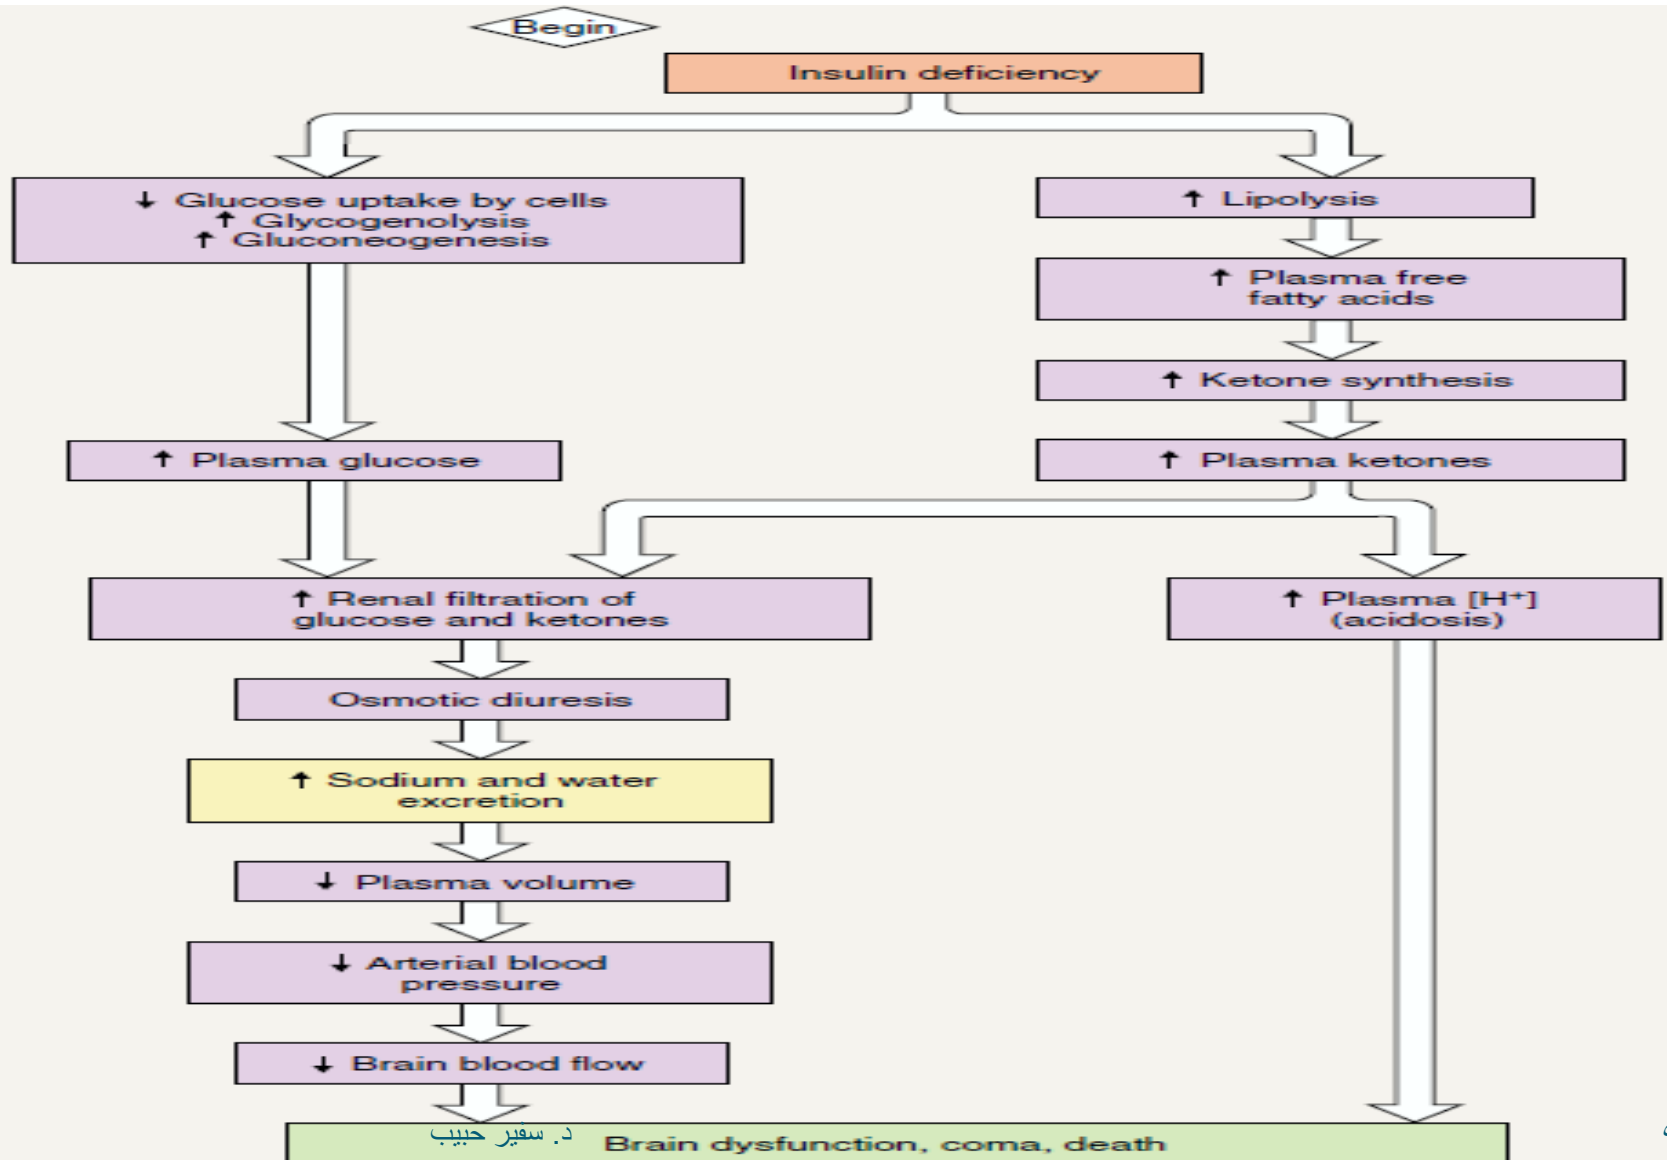 Begin
Insulin deficiency
↓ Glucose uptake by cells
↑ Glycogenolysis
↑ Gluconeogenesis
↑ Lipolysis
↑ Plasma free
fatty acids
↑ Ketone synthesis
↑ Plasma glucose
↑ Plasma ketones
↑ Renal filtration of
glucose and ketones
↑ Plasma [H⁺]
(acidosis)
Osmotic diuresis
↑ Sodium and water
excretion
↓ Plasma volume
↓ Arterial blood
pressure
↓ Brain blood flow
د. سفير حبيب
Brain dysfunction, coma, death